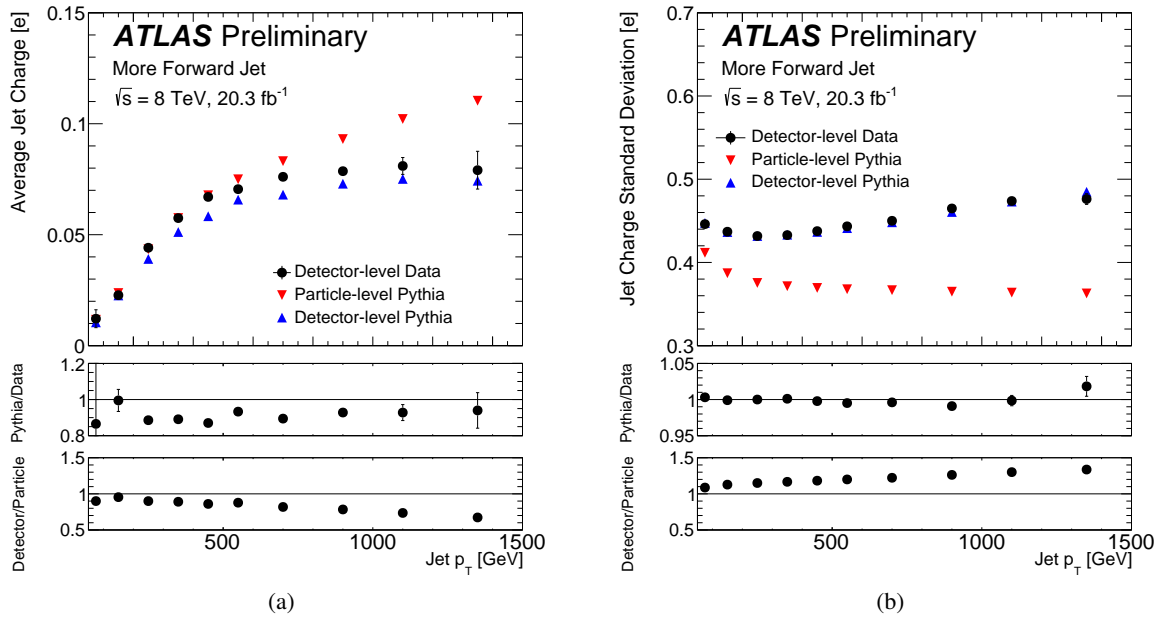 Average Jet Charge [e]
0.15
0.1
0.05
0
ATLAS Preliminary
More Forward Jet
√s = 8 TeV, 20.3 fb-1
Detector-level Data
Particle-level Pythia
Detector-level Pythia
Pythia/Data
1.2
1
0.8
Detector/Particle
1.5
1
0.5
500
1000
1500
Jet pT [GeV]
(a)
Jet Charge Standard Deviation [e]
0.7
0.6
0.5
0.4
0.3
ATLAS Preliminary
More Forward Jet
√s = 8 TeV, 20.3 fb-1
Detector-level Data
Particle-level Pythia
Detector-level Pythia
Pythia/Data
1.05
1
0.95
Detector/Particle
1.5
1
0.5
500
1000
1500
Jet pT [GeV]
(b)